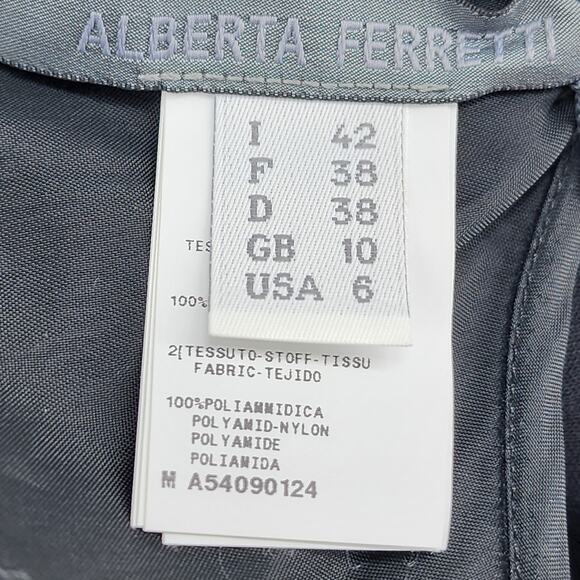 ALBERTA FERRETTI
I 42
F 38
D 38
GB 10
USA 6
100%
2[TESSUTO-STOFF-TISSU
FABRIC-TEJIDO
100%POLIAMMIDICA
POLYAMID-NYLON
POLYAMIDE
POLIAMIDA
M A54090124